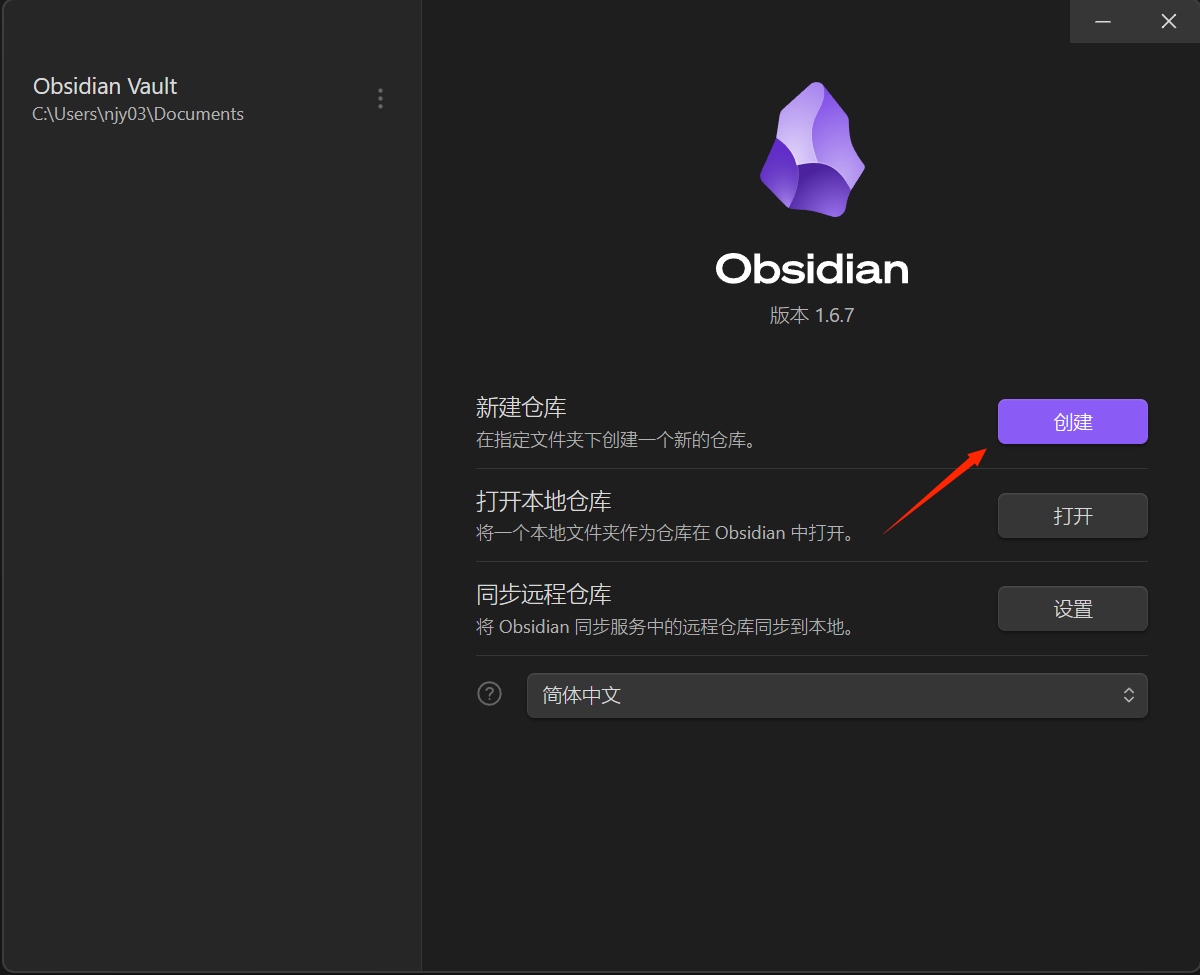 Obsidian Vault
C:\Users\njy03\Documents
Obsidian
版本 1.6.7
新建仓库
在指定文件夹下创建一个新的仓库。
创建
打开本地仓库
将一个本地文件夹作为仓库在 Obsidian 中打开。
打开
同步远程仓库
将 Obsidian 同步服务中的远程仓库同步到本地。
设置
?
简体中文